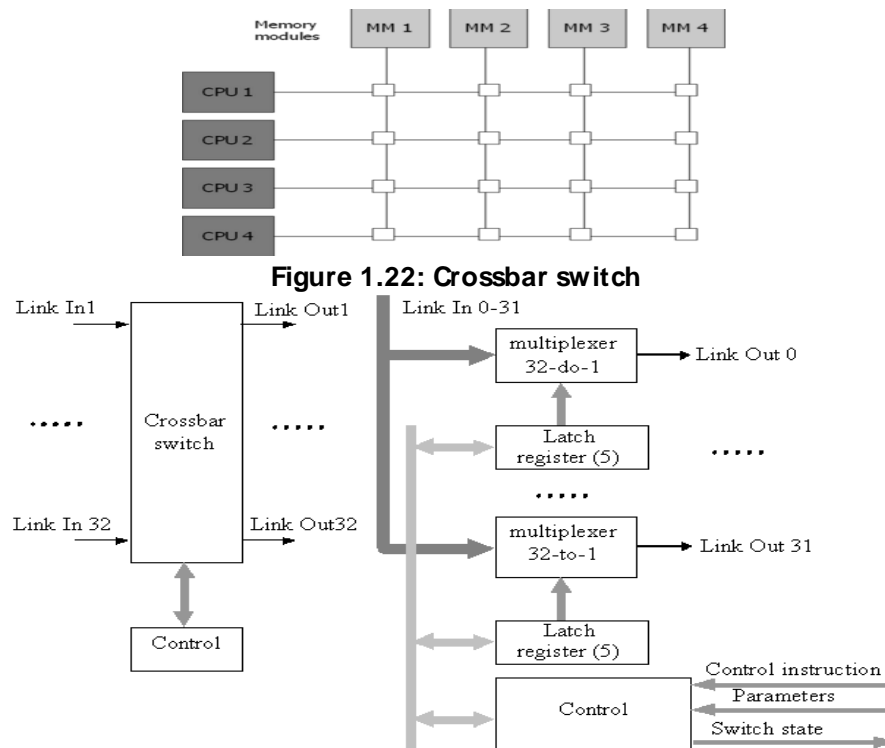 Memory modules
MM 1
MM 2
MM 3
MM 4
CPU 1
CPU 2
CPU 3
CPU 4
Figure 1.22: Crossbar switch
Link In1
Link Out1
.....
Crossbar
switch
.....
Link In 32
Link Out32
Control
Link In 0-31
multiplexer
32-do-1
Link Out 0
Latch
register (5)
.....
.....
multiplexer
32-to-1
Link Out 31
Latch
register (5)
Control
Control instruction
Parameters
Switch state